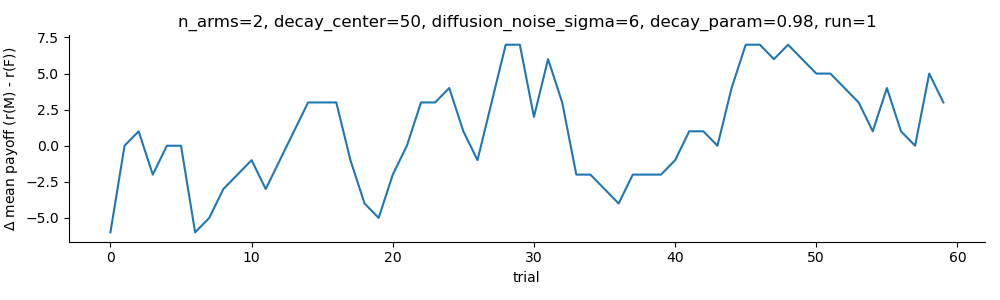 n_arms=2, decay_center=50, diffusion_noise_sigma=6, decay_param=0.98, run=1
Δ mean payoff (r(M) - r(F))
7.5
5.0
2.5
0.0
−2.5
−5.0
0 10 20 30 40 50 60
trial